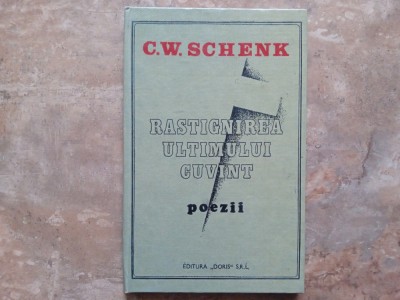 C.W. SCHENK
RASTIGNIREA
ULTIMULUI
CUVINT
poezii
EDITURA „DORIS” S.R.L.